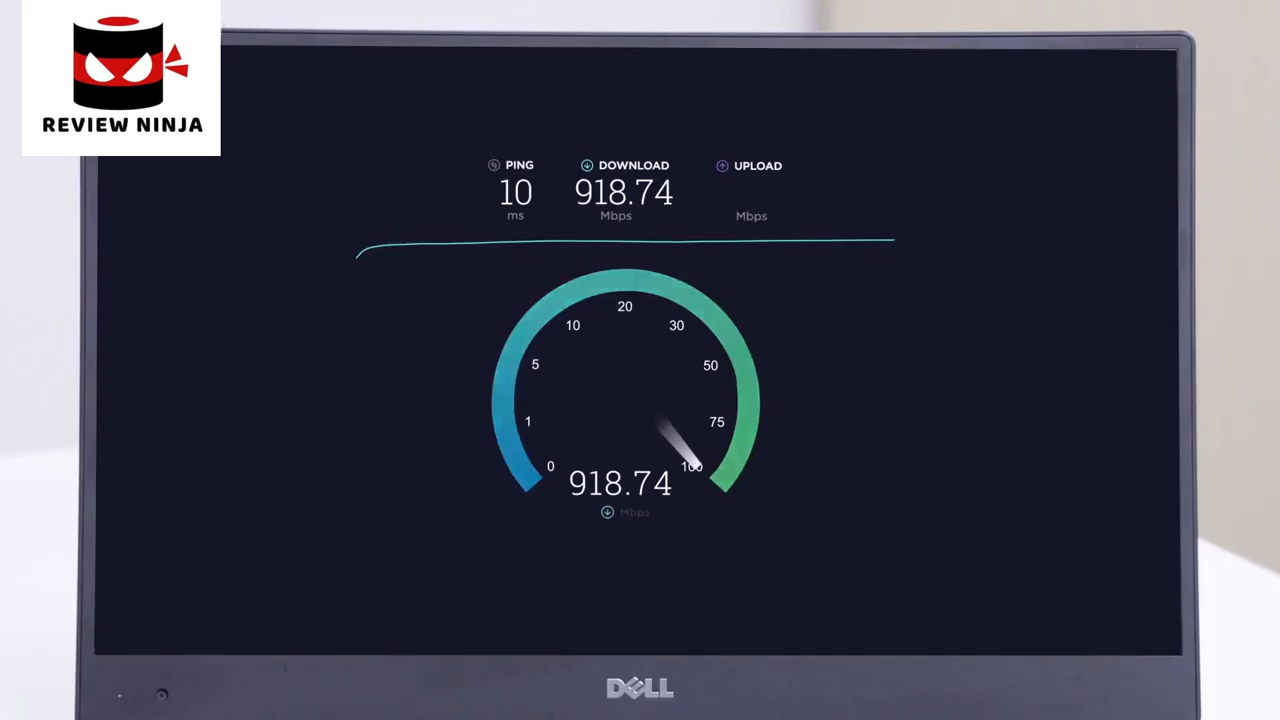 REVIEW NINJA
PING
DOWNLOAD
UPLOAD
10
918.74
ms
Mbps
Mbps
20
10
30
5
50
1
75
0
100
918.74
Mbps
DELL